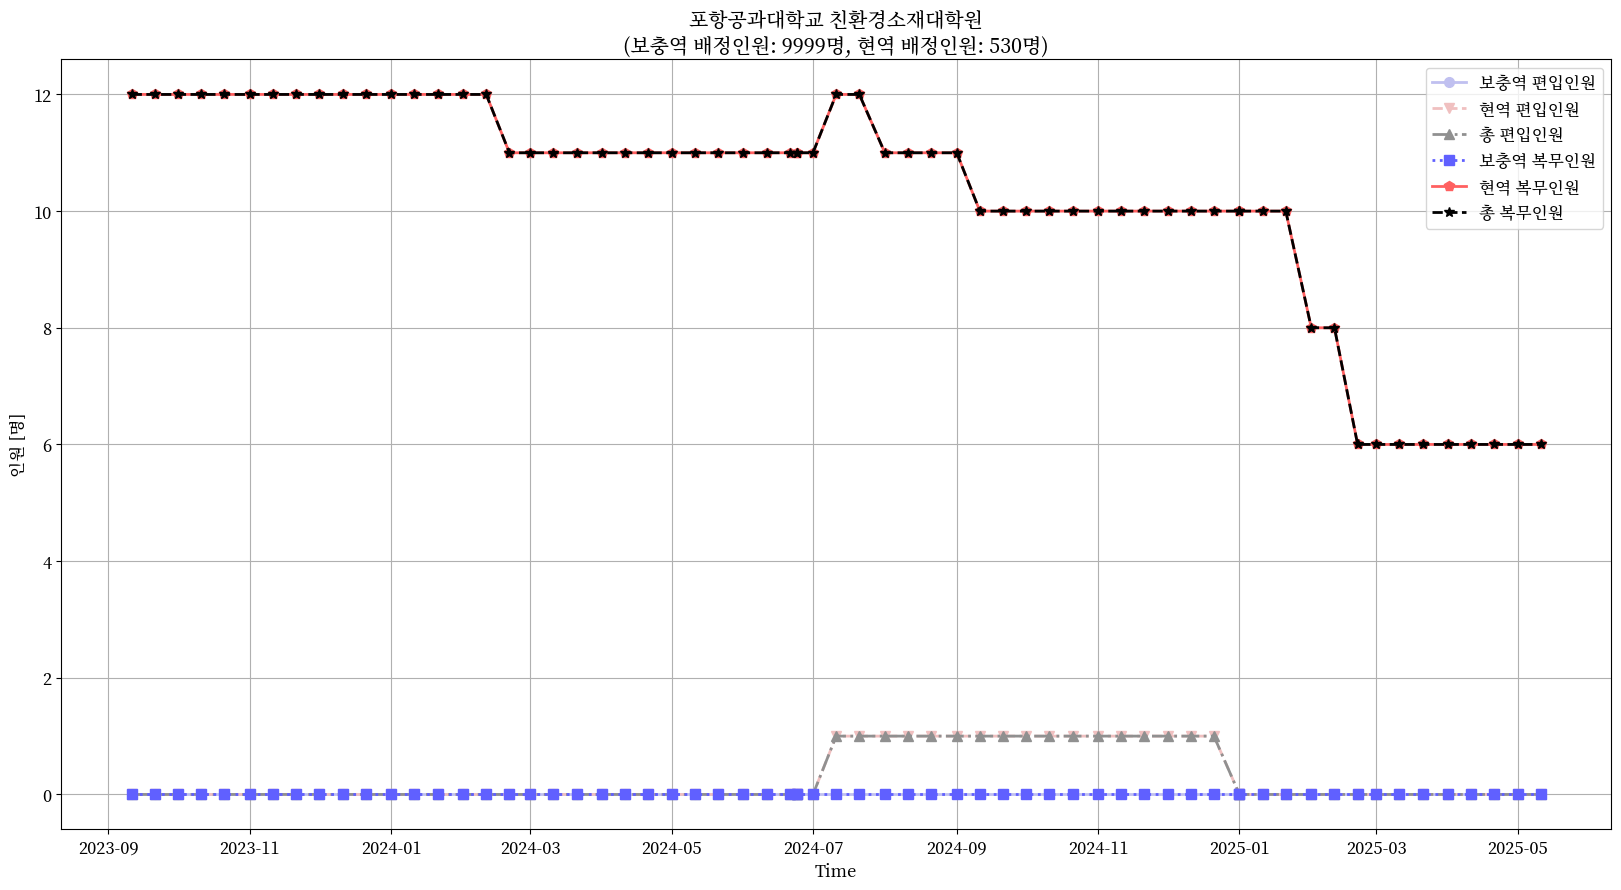 포항공과대학교 친환경소재대학원
(보충역 배정인원: 9999명, 현역 배정인원: 530명)
보충역 편입인원
현역 편입인원
총 편입인원
보충역 복무인원
현역 복무인원
총 복무인원
인원 [명]
12
10
8
6
4
2
0
2023-09
2023-11
2024-01
2024-03
2024-05
2024-07
2024-09
2024-11
2025-01
2025-03
2025-05
Time